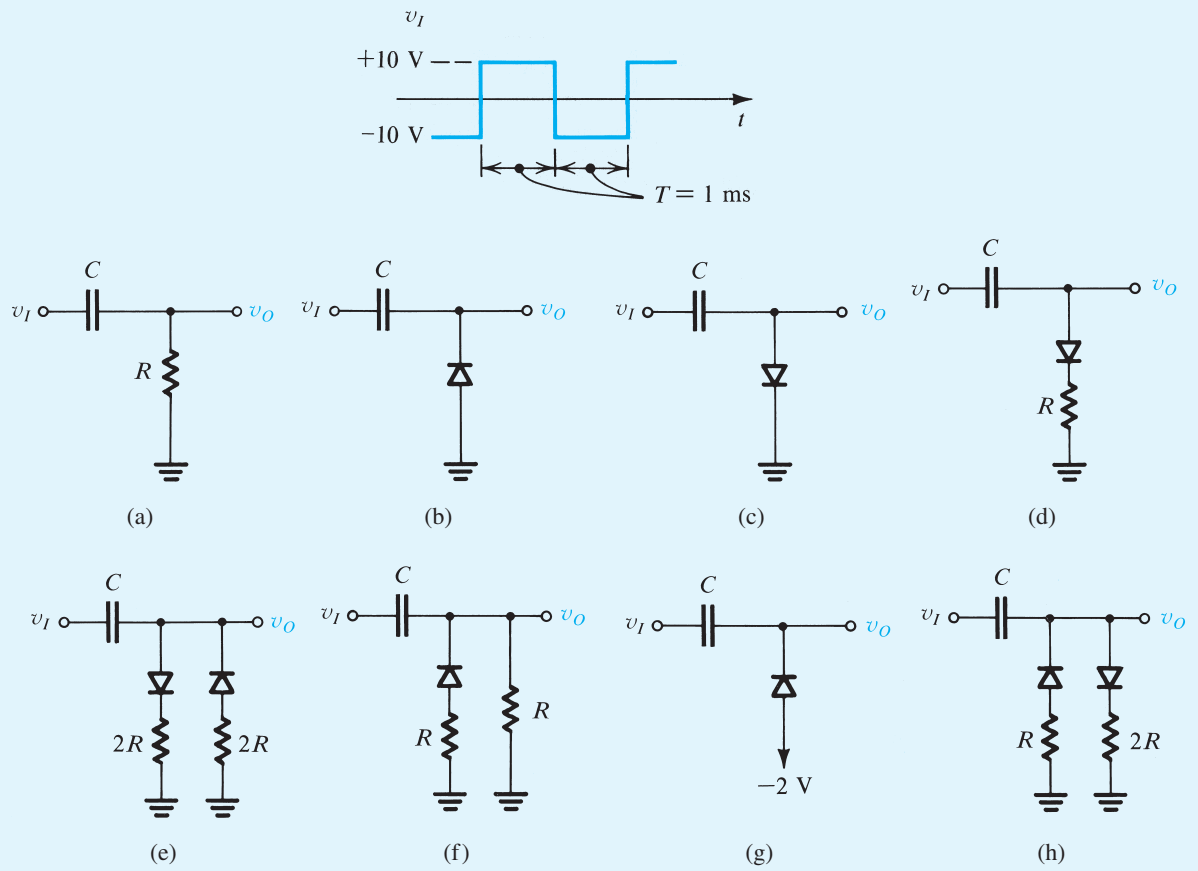 v_I
+10 V
t
−10 V
T = 1 ms
C
v_I
v_O
R
(a)
C
v_I
v_O
(b)
C
v_I
v_O
(c)
C
v_I
v_O
R
(d)
C
v_I
v_O
2R
2R
(e)
C
v_I
v_O
R
R
(f)
C
v_I
v_O
−2 V
(g)
C
v_I
v_O
R
2R
(h)